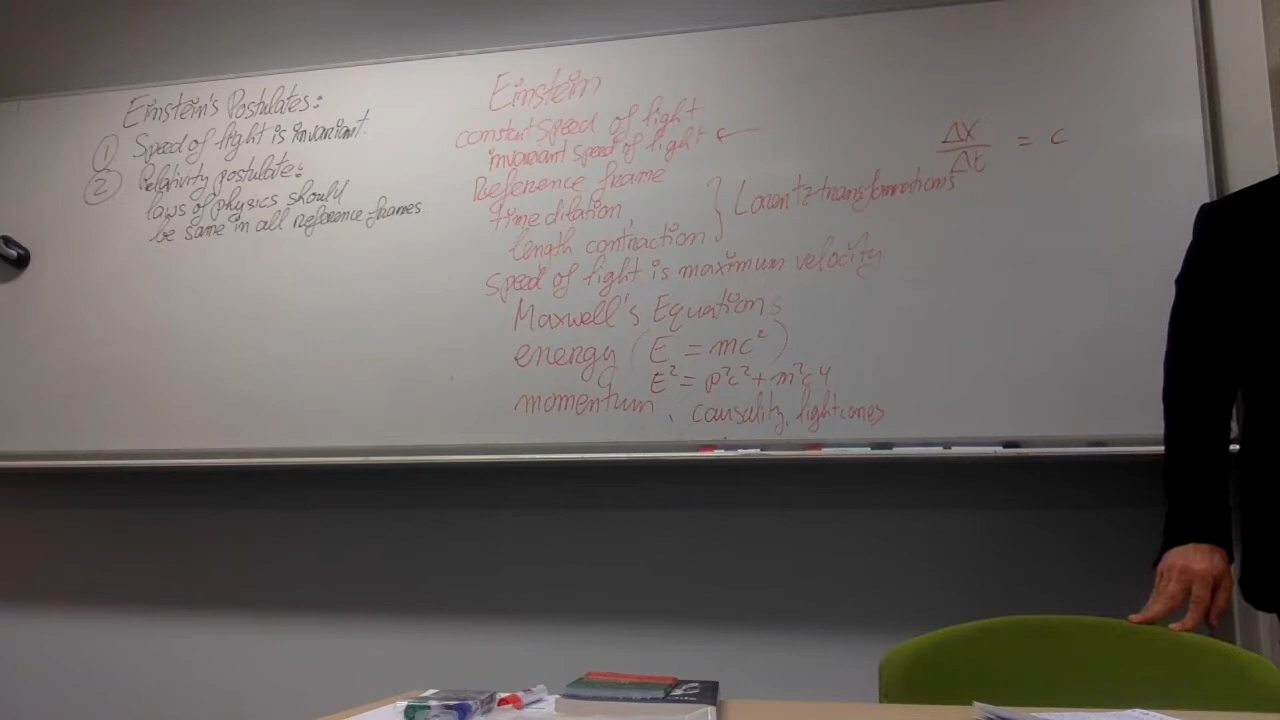 Einstein's Postulates:
① Speed of light is invariant.
② Relativity postulate:
laws of physics should
be same in all reference frames.
Einstein
constant speed of light
invariant speed of light ←
Reference frame
time dilation,
length contraction } Lorentz transformations
speed of light is maximum velocity
Maxwell's Equations
energy (E = mc²)
E² = p²c² + m²c⁴
momentum, causality, lightcones
Δx/Δt = c